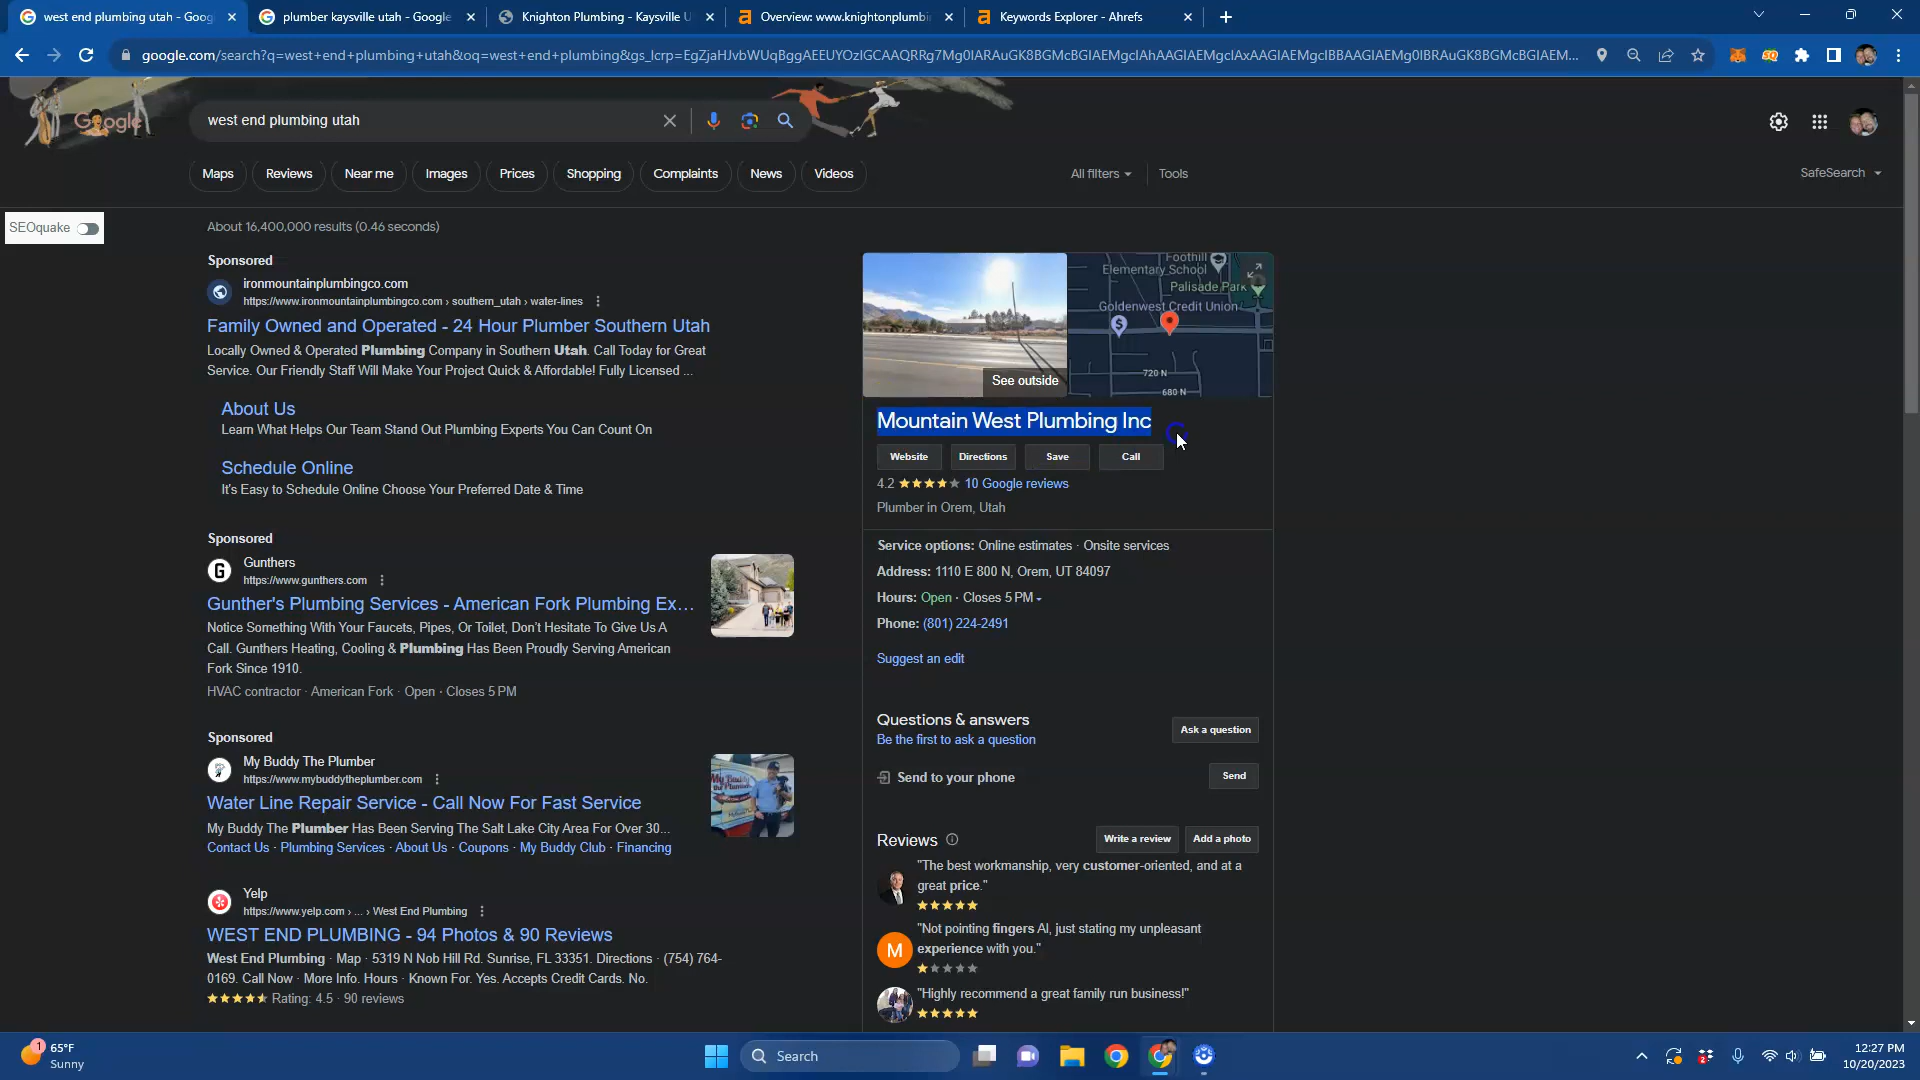 west end plumbing utah - Goog
plumber kaysville utah - Google
Knighton Plumbing - Kaysville U
Overview: www.knightonplumbin
Keywords Explorer - Ahrefs
google.com/search?q=west+end+plumbing+utah&oq=west+end+plumbing&gs_lcrp=EgZjaHJvbWUqBggAEEUYOzIGCAAQRRg7Mg0IARAuGK8BGMcBGIAEMgcIAhAAGIAEMgcIAxAAGIAEMgcIBBAAGIAEMg0IBRAuGK8BGMcBGIAEM...
Google
west end plumbing utah
Maps
Reviews
Near me
Images
Prices
Shopping
Complaints
News
Videos
All filters
Tools
SafeSearch
SEOquake
About 16,400,000 results (0.46 seconds)
Sponsored
ironmountainplumbingco.com
https://www.ironmountainplumbingco.com › southern_utah › water-lines
Family Owned and Operated - 24 Hour Plumber Southern Utah
Locally Owned & Operated Plumbing Company in Southern Utah. Call Today for Great
Service. Our Friendly Staff Will Make Your Project Quick & Affordable! Fully Licensed ...
About Us
Learn What Helps Our Team Stand Out Plumbing Experts You Can Count On
Schedule Online
It's Easy to Schedule Online Choose Your Preferred Date & Time
Sponsored
G
Gunthers
https://www.gunthers.com
Gunther's Plumbing Services - American Fork Plumbing Ex...
Notice Something With Your Faucets, Pipes, Or Toilet, Don't Hesitate To Give Us A
Call. Gunthers Heating, Cooling & Plumbing Has Been Proudly Serving American
Fork Since 1910.
HVAC contractor · American Fork · Open · Closes 5 PM
Sponsored
My Buddy The Plumber
https://www.mybuddytheplumber.com
Water Line Repair Service - Call Now For Fast Service
My Buddy The Plumber Has Been Serving The Salt Lake City Area For Over 30...
Contact Us · Plumbing Services · About Us · Coupons · My Buddy Club · Financing
Yelp
https://www.yelp.com › ... › West End Plumbing
WEST END PLUMBING - 94 Photos & 90 Reviews
West End Plumbing · Map · 5319 N Nob Hill Rd. Sunrise, FL 33351. Directions · (754) 764-
0169. Call Now · More Info. Hours · Known For. Yes. Accepts Credit Cards. No.
Rating: 4.5 · 90 reviews
See outside
Foothill
Elementary School
Palisade Park
Goldenwest Credit Union
720 N
680 N
Mountain West Plumbing Inc
Website
Directions
Save
Call
4.2
10 Google reviews
Plumber in Orem, Utah
Service options: Online estimates · Onsite services
Address: 1110 E 800 N, Orem, UT 84097
Hours: Open · Closes 5 PM
Phone: (801) 224-2491
Suggest an edit
Questions & answers
Be the first to ask a question
Ask a question
Send to your phone
Send
Reviews
Write a review
Add a photo
"The best workmanship, very customer-oriented, and at a
great price."
M
"Not pointing fingers Al, just stating my unpleasant
experience with you."
"Highly recommend a great family run business!"
1
65°F
Sunny
Search
2
12:27 PM
10/20/2023